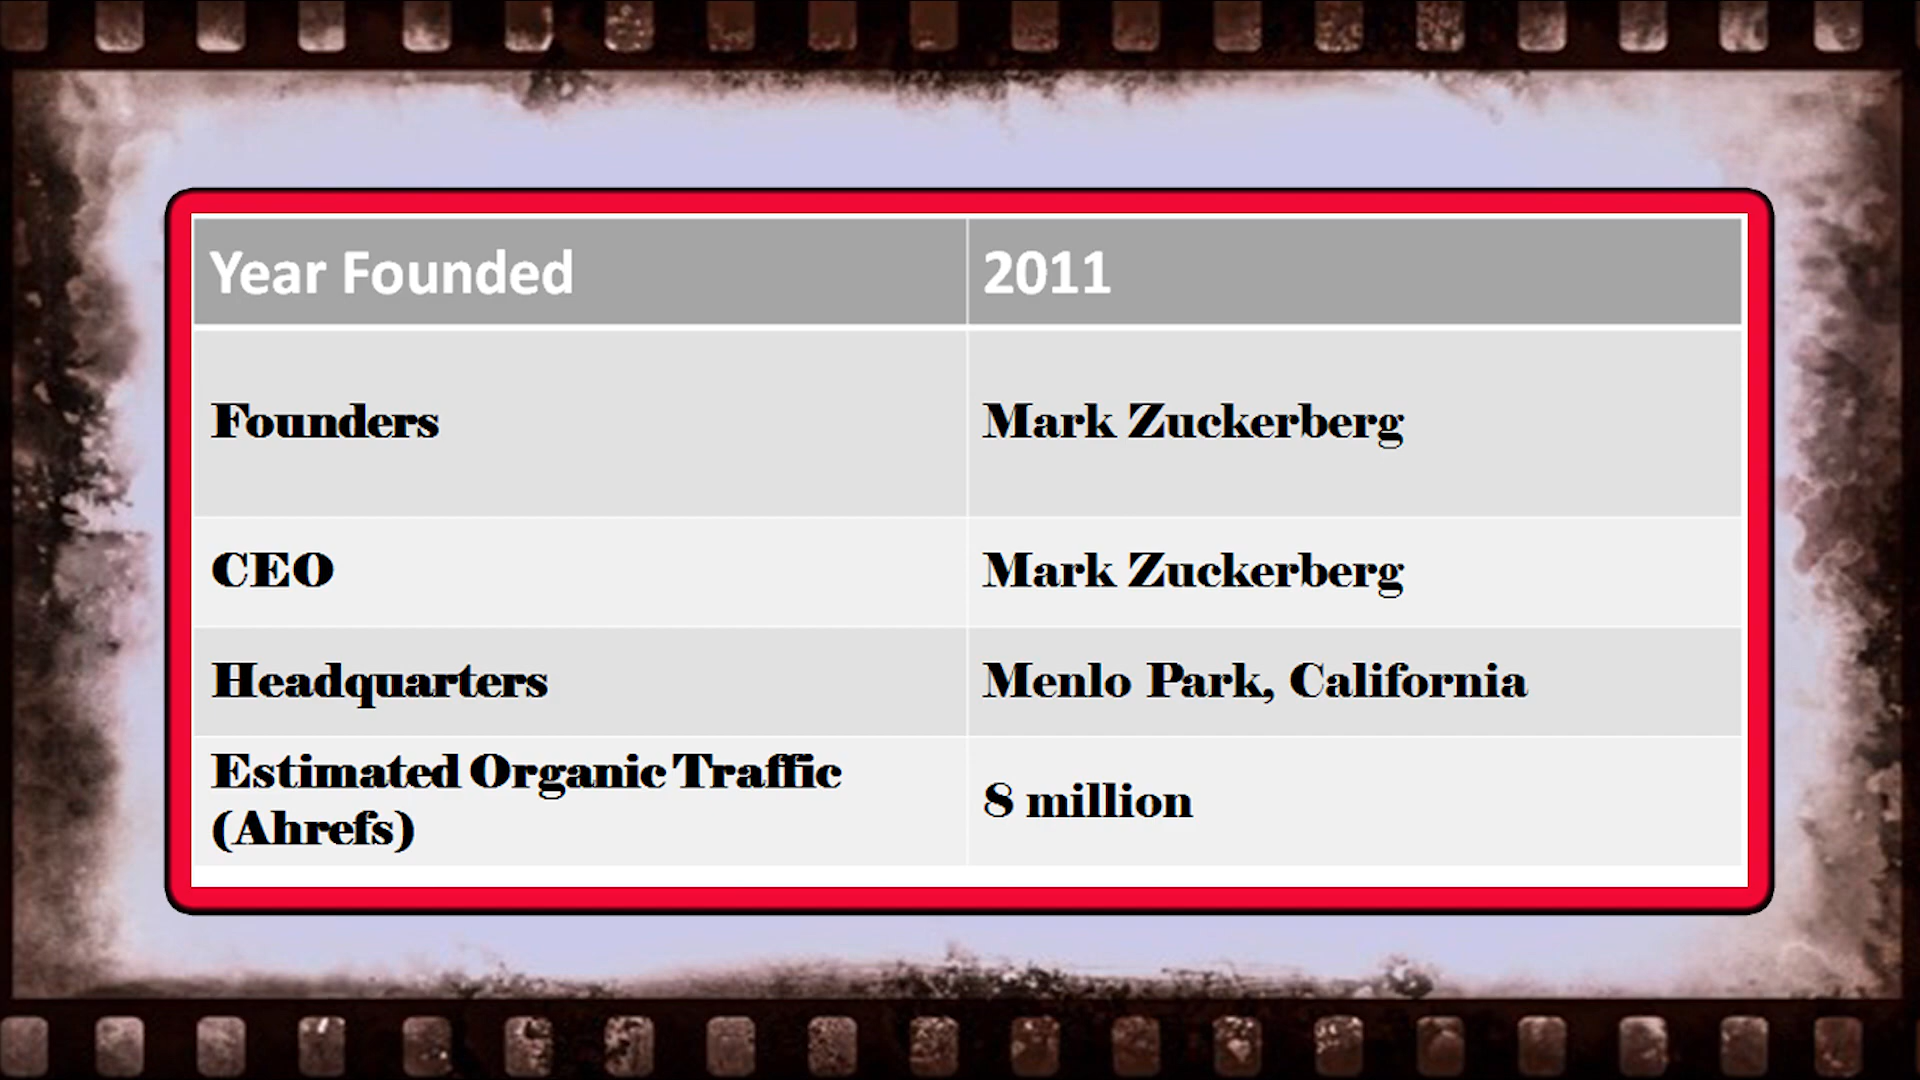 Year Founded 2011
Founders Mark Zuckerberg
CEO Mark Zuckerberg
Headquarters Menlo Park, California
Estimated Organic Traffic
(Ahrefs)
8 million